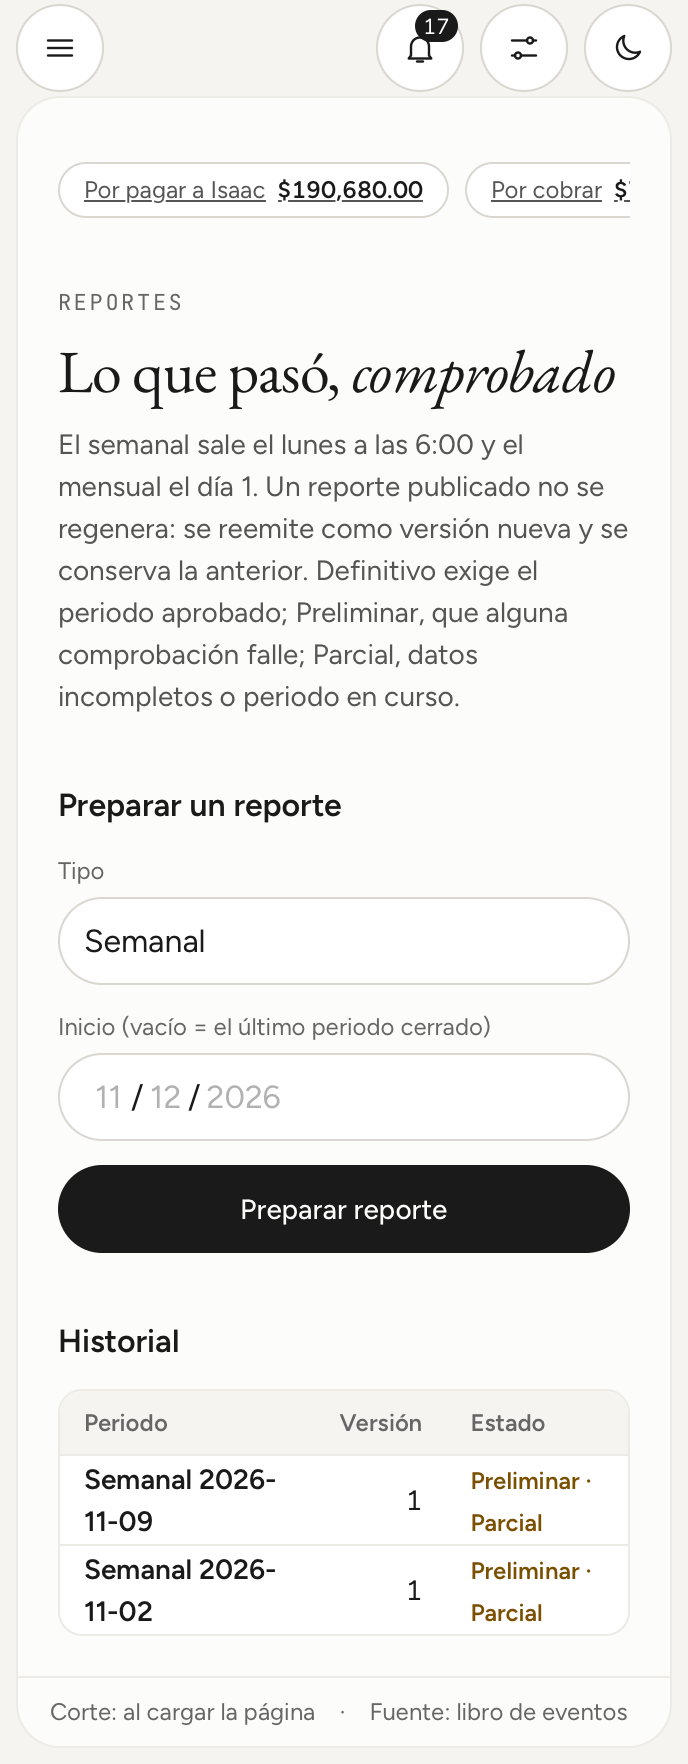 17
Por pagar a Isaac $190,680.00 Por cobrar
REPORTES
Lo que pasó, comprobado
El semanal sale el lunes a las 6:00 y el
mensual el día 1. Un reporte publicado no se
regenera: se reemite como versión nueva y se
conserva la anterior. Definitivo exige el
periodo aprobado; Preliminar, que alguna
comprobación falle; Parcial, datos
incompletos o periodo en curso.
Preparar un reporte
Tipo
Semanal
Inicio (vacío = el último periodo cerrado)
11 / 12 / 2026
Preparar reporte
Historial
Periodo Versión Estado
Semanal 2026-
11-09
1
Preliminar ·
Parcial
Semanal 2026-
11-02
1
Preliminar ·
Parcial
Corte: al cargar la página · Fuente: libro de eventos